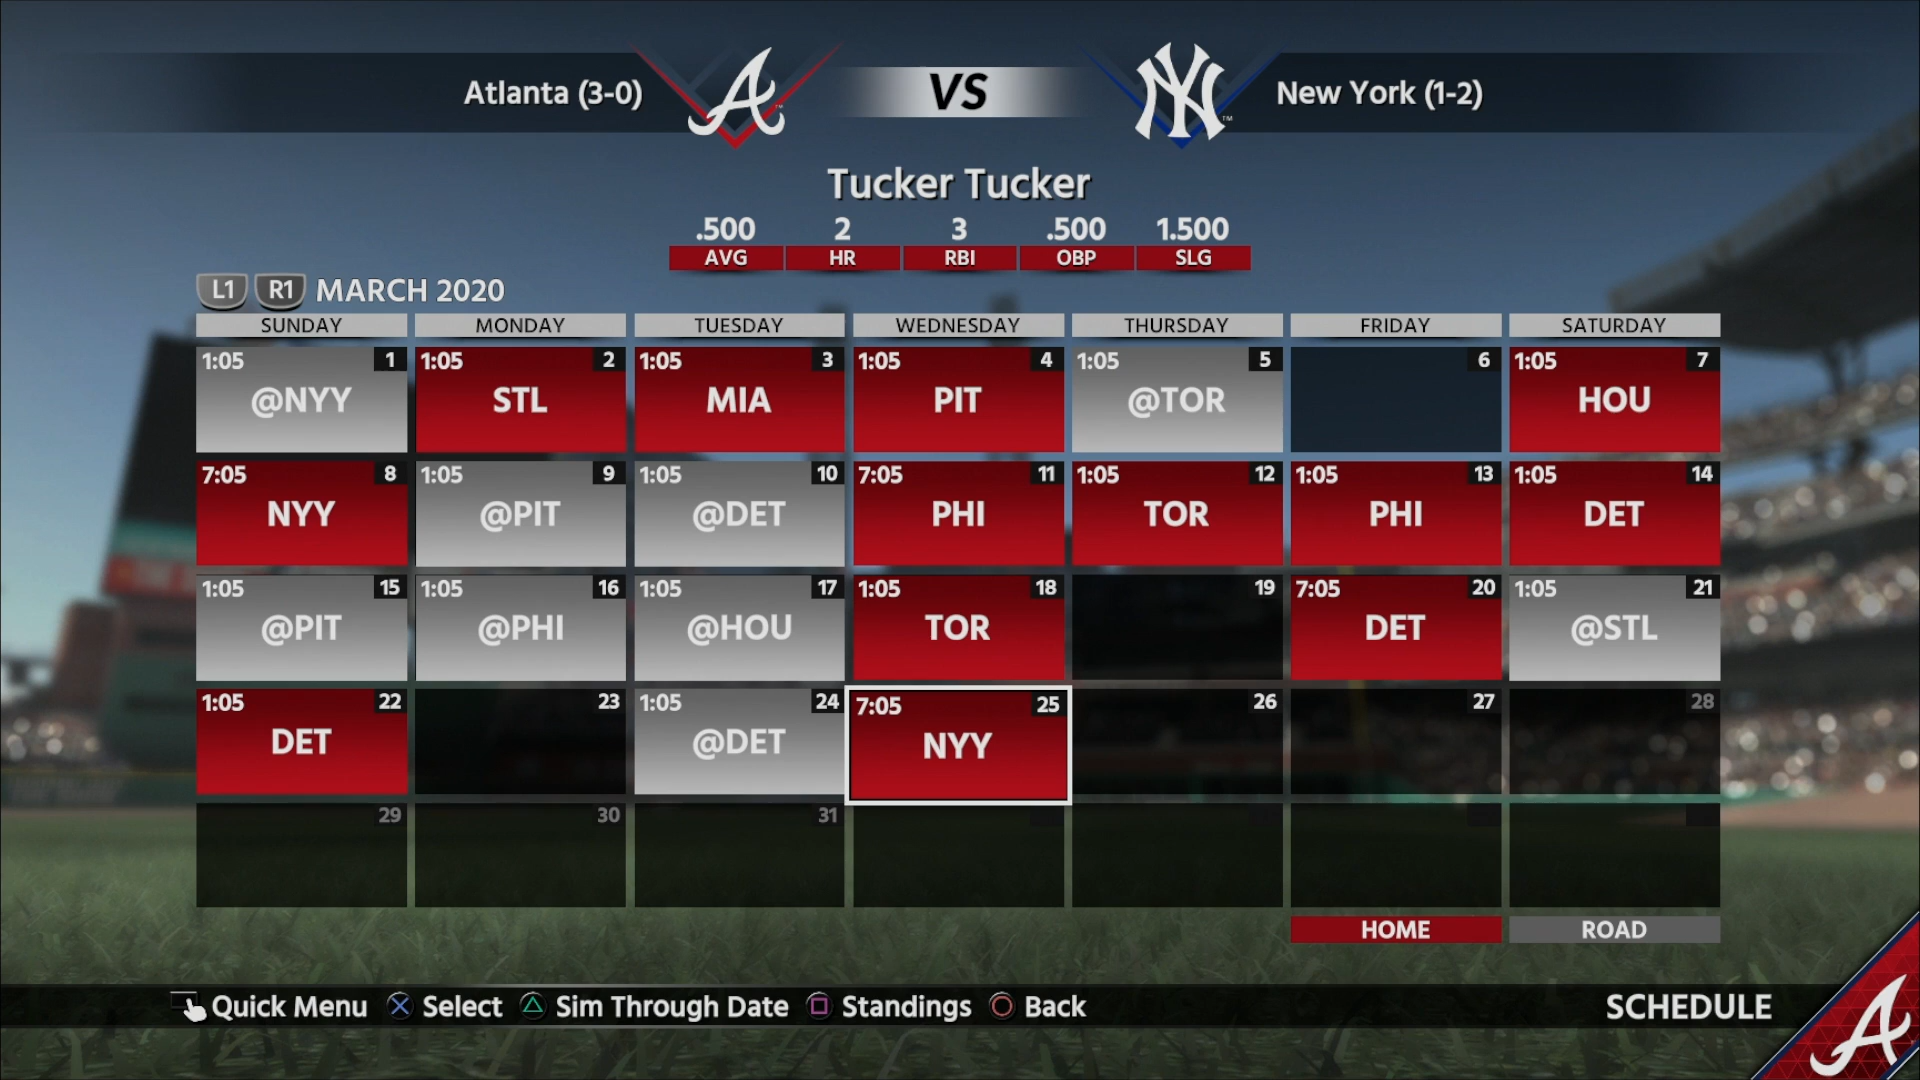 Atlanta (3-0)
VS
New York (1-2)
Tucker Tucker
.500 2 3 .500 1.500
AVG HR RBI OBP SLG
L1 R1 MARCH 2020
SUNDAY MONDAY TUESDAY WEDNESDAY THURSDAY FRIDAY SATURDAY
1:05 1 1:05 2 1:05 3 1:05 4 1:05 5 6 1:05 7
@NYY STL MIA PIT @TOR HOU
7:05 8 1:05 9 1:05 10 7:05 11 1:05 12 1:05 13 1:05 14
NYY @PIT @DET PHI TOR PHI DET
1:05 15 1:05 16 1:05 17 1:05 18 19 7:05 20 1:05 21
@PIT @PHI @HOU TOR DET @STL
1:05 22 23 1:05 24 7:05 25 26 27 28
DET @DET NYY
29 30 31
HOME ROAD
Quick Menu Select Sim Through Date Standings Back SCHEDULE